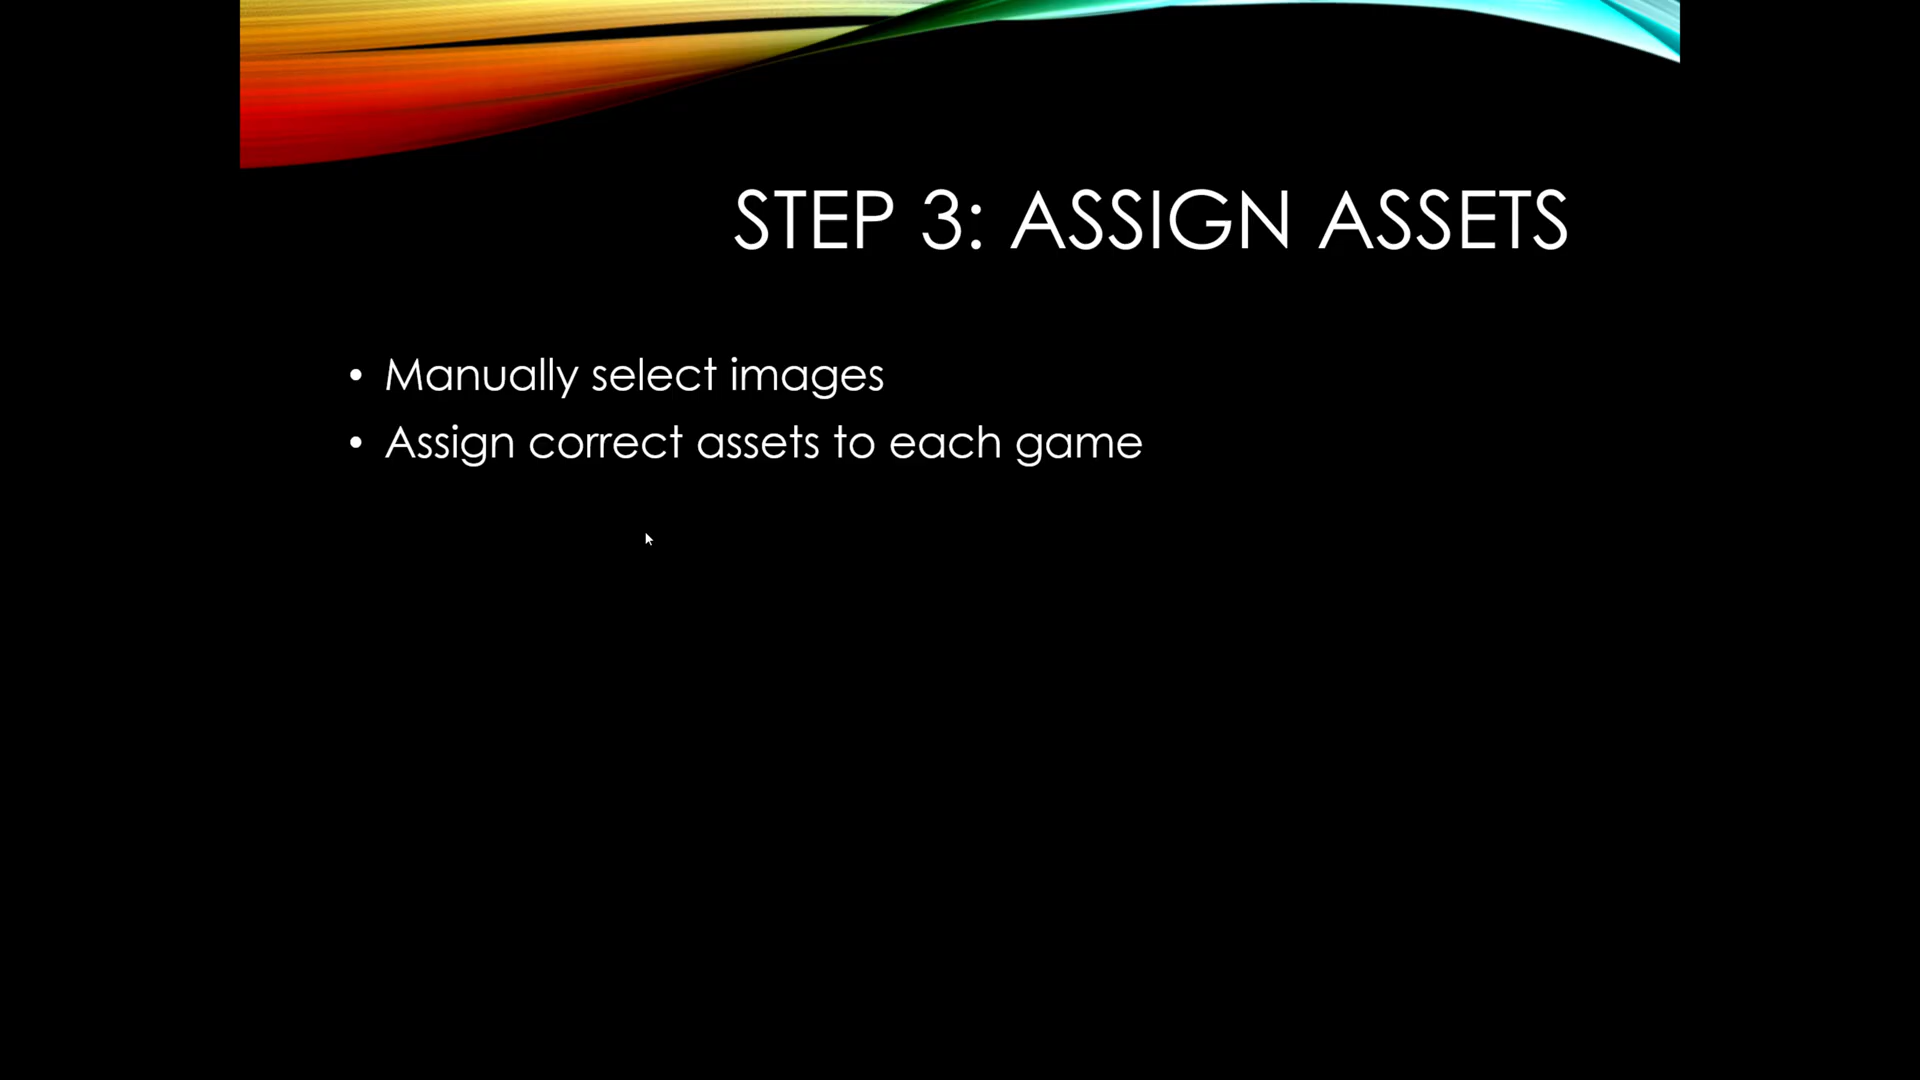 STEP 3: ASSIGN ASSETS
• Manually select images
• Assign correct assets to each game